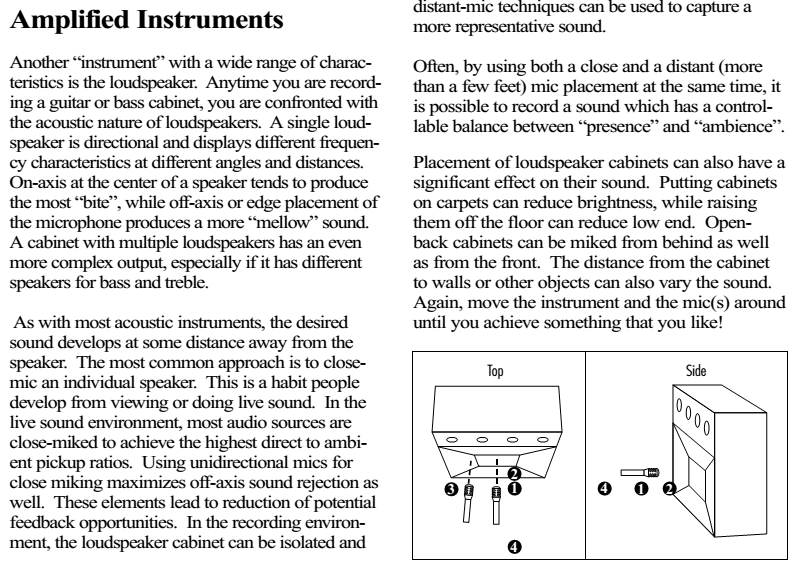 Amplified Instruments
Another “instrument” with a wide range of charac-
teristics is the loudspeaker.  Anytime you are record-
ing a guitar or bass cabinet, you are confronted with
the acoustic nature of loudspeakers.  A single loud-
speaker is directional and displays different frequen-
cy characteristics at different angles and distances.
On-axis at the center of a speaker tends to produce
the most “bite”, while off-axis or edge placement of
the microphone produces a more “mellow” sound.
A cabinet with multiple loudspeakers has an even
more complex output, especially if it has different
speakers for bass and treble.
As with most acoustic instruments, the desired
sound develops at some distance away from the
speaker.  The most common approach is to close-
mic an individual speaker.  This is a habit people
develop from viewing or doing live sound.  In the
live sound environment, most audio sources are
close-miked to achieve the highest direct to ambi-
ent pickup ratios.  Using unidirectional mics for
close miking maximizes off-axis sound rejection as
well.  These elements lead to reduction of potential
feedback opportunities.  In the recording environ-
ment, the loudspeaker cabinet can be isolated and
distant-mic techniques can be used to capture a
more representative sound.
Often, by using both a close and a distant (more
than a few feet) mic placement at the same time, it
is possible to record a sound which has a control-
lable balance between “presence” and “ambience”.
Placement of loudspeaker cabinets can also have a
significant effect on their sound.  Putting cabinets
on carpets can reduce brightness, while raising
them off the floor can reduce low end.  Open-
back cabinets can be miked from behind as well
as from the front.  The distance from the cabinet
to walls or other objects can also vary the sound.
Again, move the instrument and the mic(s) around
until you achieve something that you like!
Top
2
3 1
4
Side
4 1 2